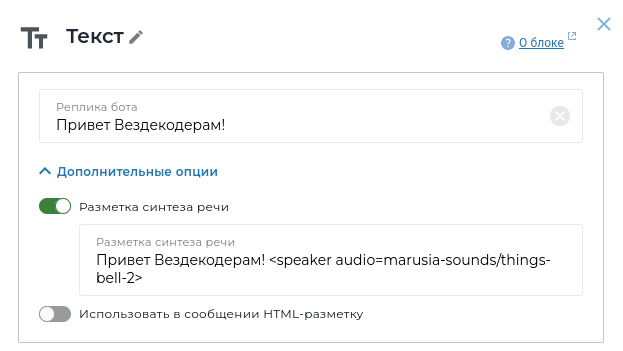 Тт Текст
? О блоке
Реплика бота
Привет Вездекодерам!
Дополнительные опции
Разметка синтеза речи
Разметка синтеза речи
Привет Вездекодерам! <speaker audio=marusia-sounds/things-
bell-2>
Использовать в сообщении HTML-разметку